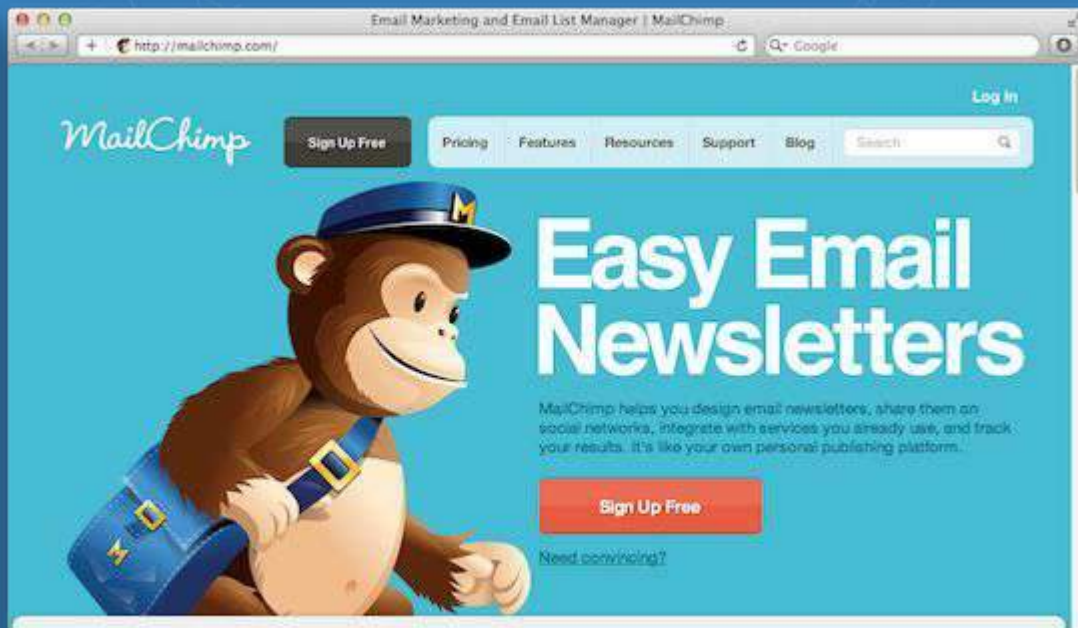 Email Marketing and Email List Manager | MailChimp
http://mailchimp.com/
Google
Log In
MailChimp
Sign Up Free
Pricing
Features
Resources
Support
Blog
Search
M
Easy Email
Newsletters
MailChimp helps you design email newsletters, share them on
social networks, integrate with services you already use, and track
your results. It's like your own personal publishing platform.
Sign Up Free
M
Need convincing?